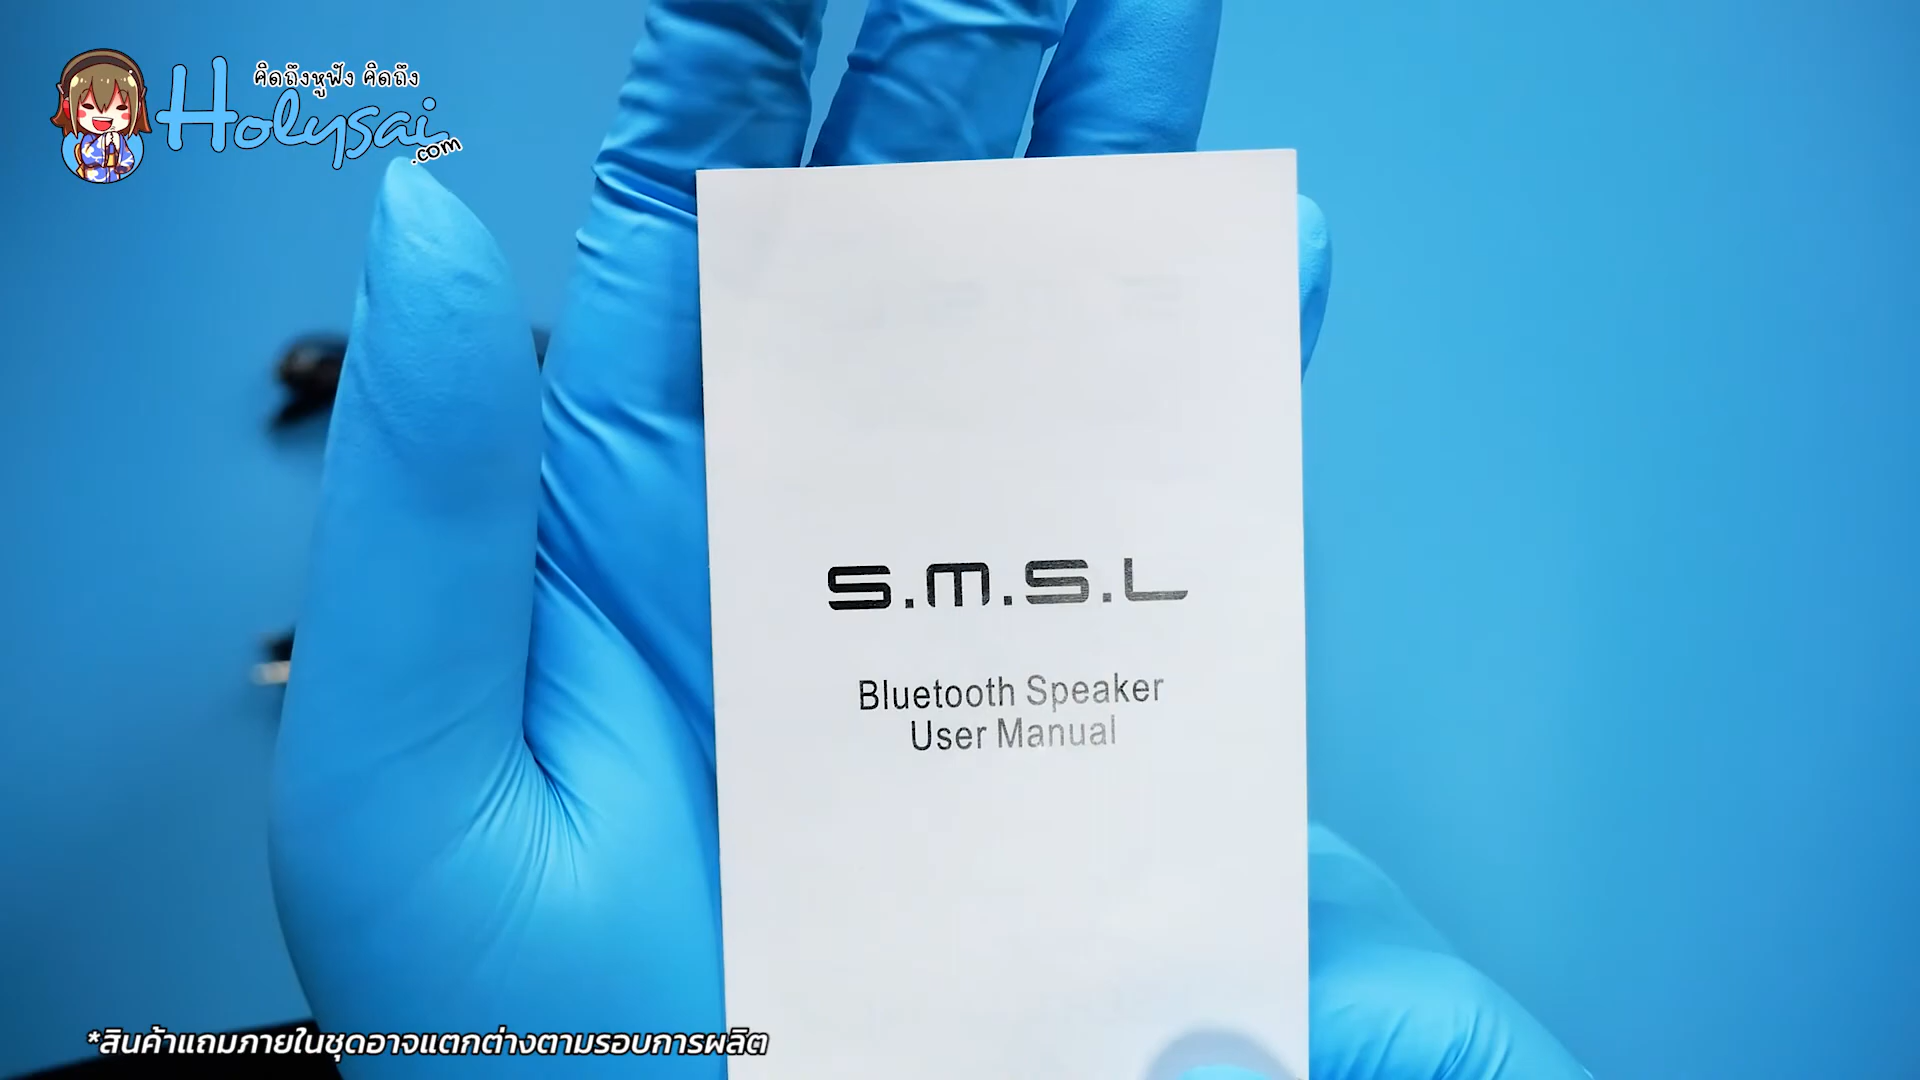 คิดถึงหูฟัง คิดถึง
Holysai
.com
S.M.S.L
Bluetooth Speaker
User Manual
*สินค้าแถมภายในชุดอาจแตกต่างตามรอบการผลิต